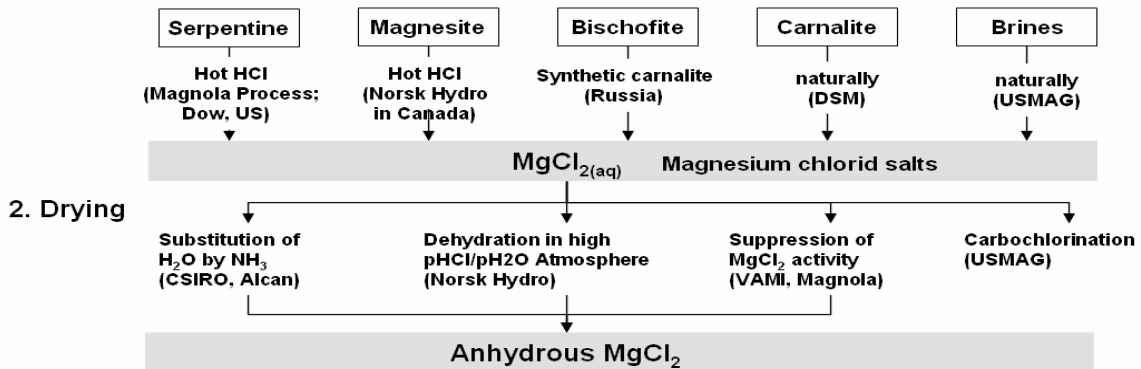 Serpentine
Magnesite
Bischofite
Carnalite
Brines
Hot HCl
(Magnola Process;
Dow, US)
Hot HCl
(Norsk Hydro
in Canada)
Synthetic carnalite
(Russia)
naturally
(DSM)
naturally
(USMAG)
MgCl₂(aq) Magnesium chlorid salts
2. Drying
Substitution of
H₂O by NH₃
(CSIRO, Alcan)
Dehydration in high
pHCl/pH2O Atmosphere
(Norsk Hydro)
Suppression of
MgCl₂ activity
(VAMI, Magnola)
Carbochlorination
(USMAG)
Anhydrous MgCl₂